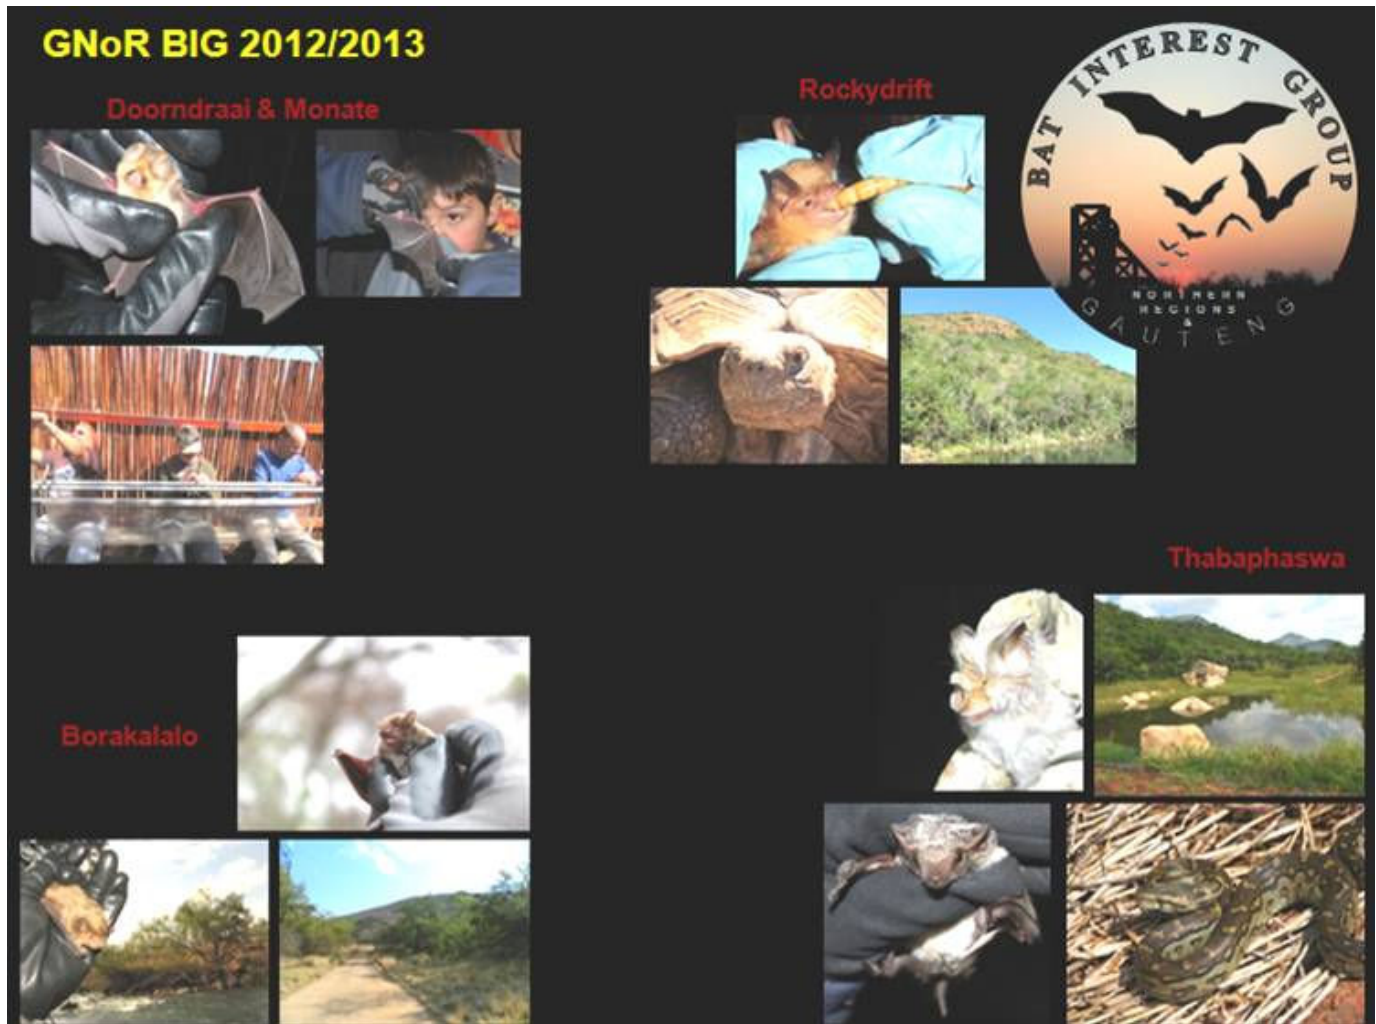 GNoR BIG 2012/2013
Doorndraai & Monate
Rockydrift
BAT INTEREST GROUP
NORTHERN
REGIONS
&
GAUTENG
Thabaphaswa
Borakalalo